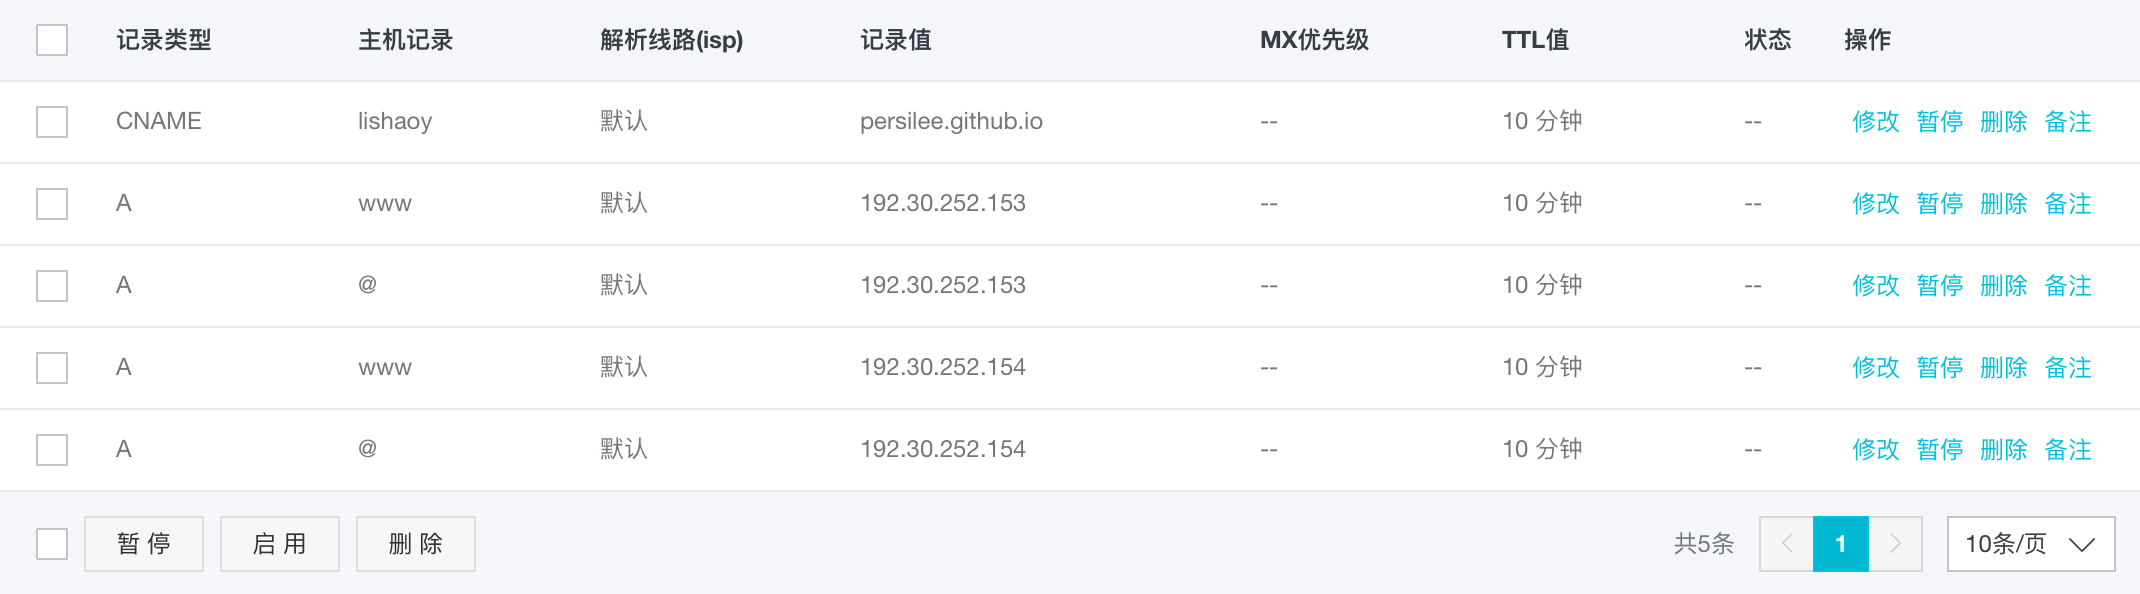 记录类型 主机记录 解析线路(isp) 记录值 MX优先级 TTL值 状态 操作
CNAME lishaoy 默认 persilee.github.io -- 10 分钟 -- 修改 暂停 删除 备注
A www 默认 192.30.252.153 -- 10 分钟 -- 修改 暂停 删除 备注
A @ 默认 192.30.252.153 -- 10 分钟 -- 修改 暂停 删除 备注
A www 默认 192.30.252.154 -- 10 分钟 -- 修改 暂停 删除 备注
A @ 默认 192.30.252.154 -- 10 分钟 -- 修改 暂停 删除 备注
暂 停 启 用 删 除 共5条 1 10条/页